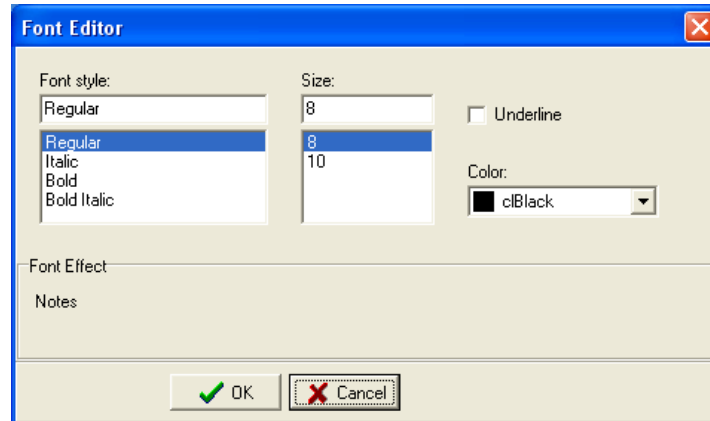 Font Editor
Font style:
Regular
Regular
Italic
Bold
Bold Italic
Size:
8
8
10
Underline
Color:
clBlack
Font Effect
Notes
OK
Cancel